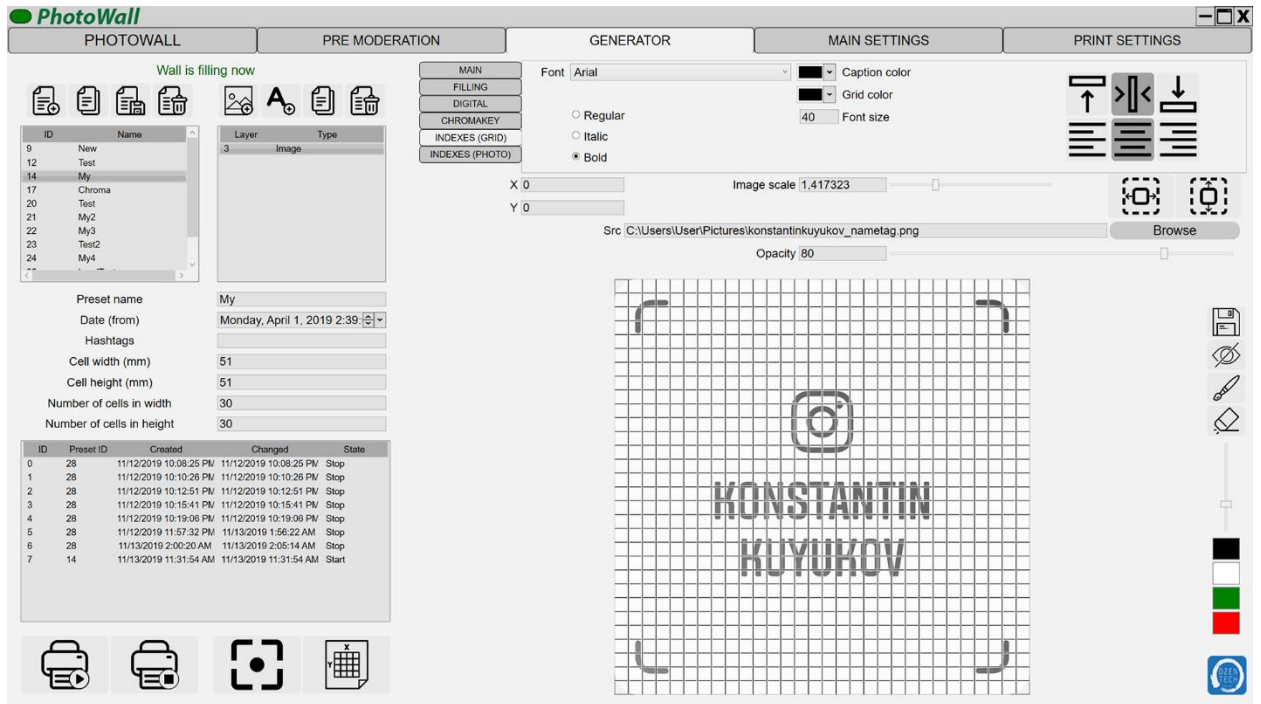 PhotoWall
PHOTOWALL PRE MODERATION GENERATOR MAIN SETTINGS PRINT SETTINGS
Wall is filling now
ID Name
9 New
12 Test
14 My
17 Chroma
20 Test
21 My2
22 My3
23 Test2
24 My4
Layer Type
3 Image
MAIN
FILLING
DIGITAL
CHROMAKEY
INDEXES (GRID)
INDEXES (PHOTO)
Font Arial
Regular
Italic
Bold
Caption color
Grid color
40 Font size
X 0
Y 0
Image scale 1,417323
Src C:\Users\User\Pictures\konstantinkuyukov_nametag.png Browse
Opacity 80
Preset name My
Date (from) Monday, April 1, 2019 2:39:
Hashtags
Cell width (mm) 51
Cell height (mm) 51
Number of cells in width 30
Number of cells in height 30
ID Preset ID Created Changed State
0 28 11/12/2019 10:08:25 PM 11/12/2019 10:08:25 PM Stop
1 28 11/12/2019 10:10:26 PM 11/12/2019 10:10:26 PM Stop
2 28 11/12/2019 10:12:51 PM 11/12/2019 10:12:51 PM Stop
3 28 11/12/2019 10:15:41 PM 11/12/2019 10:15:41 PM Stop
4 28 11/12/2019 10:19:06 PM 11/12/2019 10:19:06 PM Stop
5 28 11/12/2019 11:57:32 PM 11/13/2019 1:56:22 AM Stop
6 28 11/13/2019 2:00:20 AM 11/13/2019 2:05:14 AM Stop
7 14 11/13/2019 11:31:54 AM 11/13/2019 11:31:54 AM Start
X
Y
KONSTANTIN
KUYUKOV
OZEN
TECH